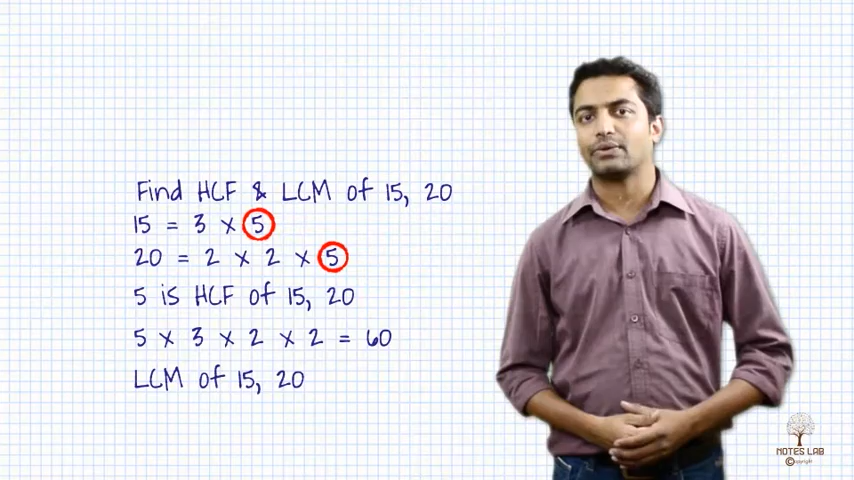 Find HCF & LCM of 15, 20
15 = 3 × 5
20 = 2 × 2 × 5
5 is HCF of 15, 20
5 × 3 × 2 × 2 = 60
LCM of 15, 20
NOTES LAB
Copyright